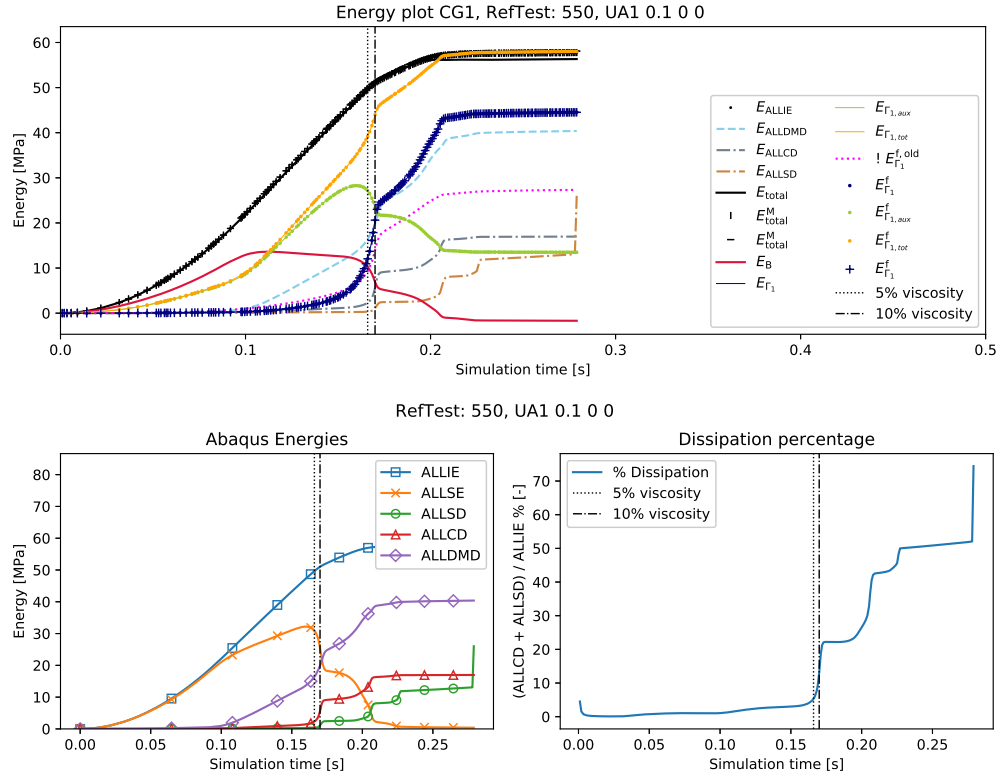 Energy plot CG1, RefTest: 550, UA1 0.1 0 0
Energy [MPa]
60
50
40
30
20
10
0
0.0 0.1 0.2 0.3 0.4 0.5
Simulation time [s]
E_ALLIE
E_ALLDMD
E_ALLCD
E_ALLSD
E_total
E^M_total
E^M_total
E_B
E_Γ₁
E_Γ₁,aux
E_Γ₁,tot
! E^f,old_Γ₁
E^f_Γ₁
E^f_Γ₁,aux
E^f_Γ₁,tot
E^f_Γ₁
5% viscosity
10% viscosity
RefTest: 550, UA1 0.1 0 0
Abaqus Energies
Energy [MPa]
80
70
60
50
40
30
20
10
0
0.00 0.05 0.10 0.15 0.20 0.25
Simulation time [s]
ALLIE
ALLSE
ALLSD
ALLCD
ALLDMD
Dissipation percentage
(ALLCD + ALLSD) / ALLIE % [-]
70
60
50
40
30
20
10
0
0.00 0.05 0.10 0.15 0.20 0.25
Simulation time [s]
% Dissipation
5% viscosity
10% viscosity